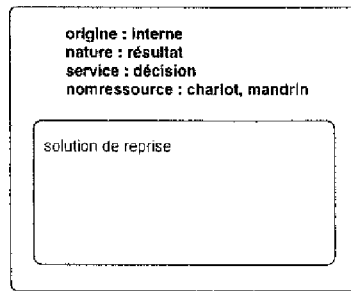 origine : interne
nature : résultat
service : décision
nomressource : chariot, mandrin
solution de reprise